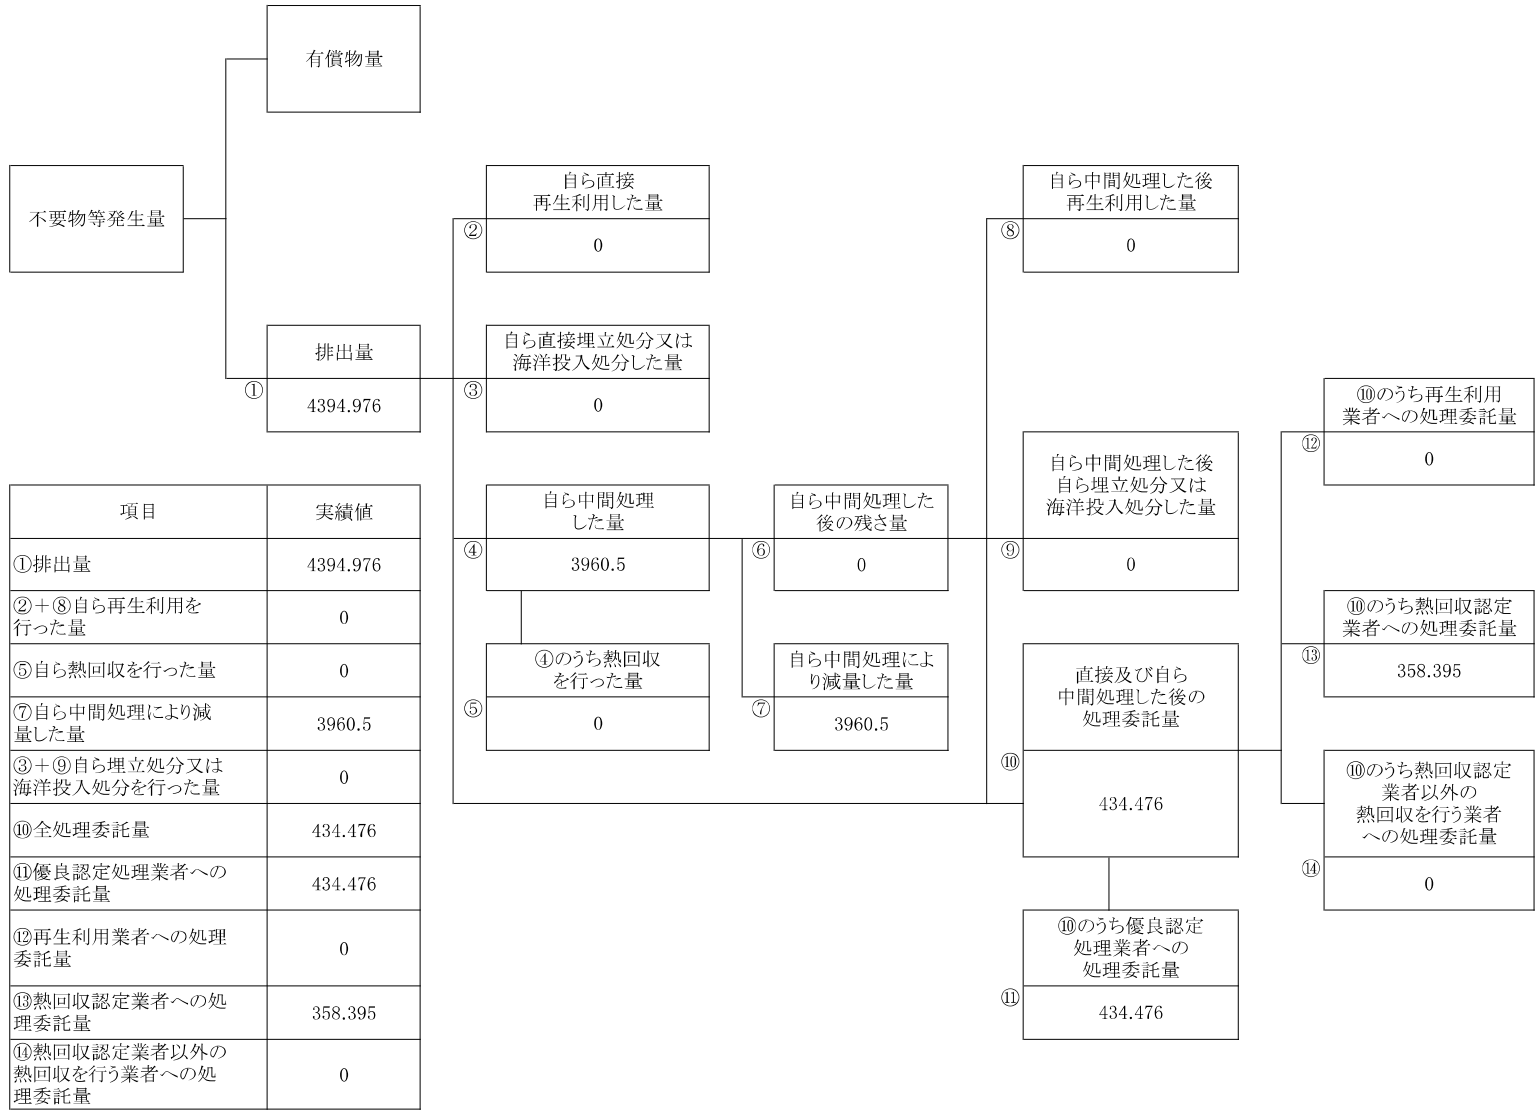 有償物量
不要物等発生量
自ら直接
再生利用した量
②
0
自ら中間処理した後
再生利用した量
⑧
0
排出量
①
4394.976
自ら直接埋立処分又は
海洋投入処分した量
③
0
⑩のうち再生利用
業者への処理委託量
⑫
0
自ら中間処理した後
自ら埋立処分又は
海洋投入処分した量
⑨
0
自ら中間処理
した量
④
3960.5
自ら中間処理した
後の残さ量
⑥
0
⑩のうち熱回収認定
業者への処理委託量
⑬
358.395
④のうち熱回収
を行った量
⑤
0
自ら中間処理によ
り減量した量
⑦
3960.5
直接及び自ら
中間処理した後の
処理委託量
⑩
434.476
⑩のうち熱回収認定
業者以外の
熱回収を行う業者
への処理委託量
⑭
0
⑩のうち優良認定
処理業者への
処理委託量
⑪
434.476
項目 実績値
①排出量 4394.976
②+⑧自ら再生利用を
行った量
0
⑤自ら熱回収を行った量 0
⑦自ら中間処理により減
量した量
3960.5
③+⑨自ら埋立処分又は
海洋投入処分を行った量
0
⑩全処理委託量 434.476
⑪優良認定処理業者への
処理委託量
434.476
⑫再生利用業者への処理
委託量
0
⑬熱回収認定業者への処
理委託量
358.395
⑭熱回収認定業者以外の
熱回収を行う業者への処
理委託量
0